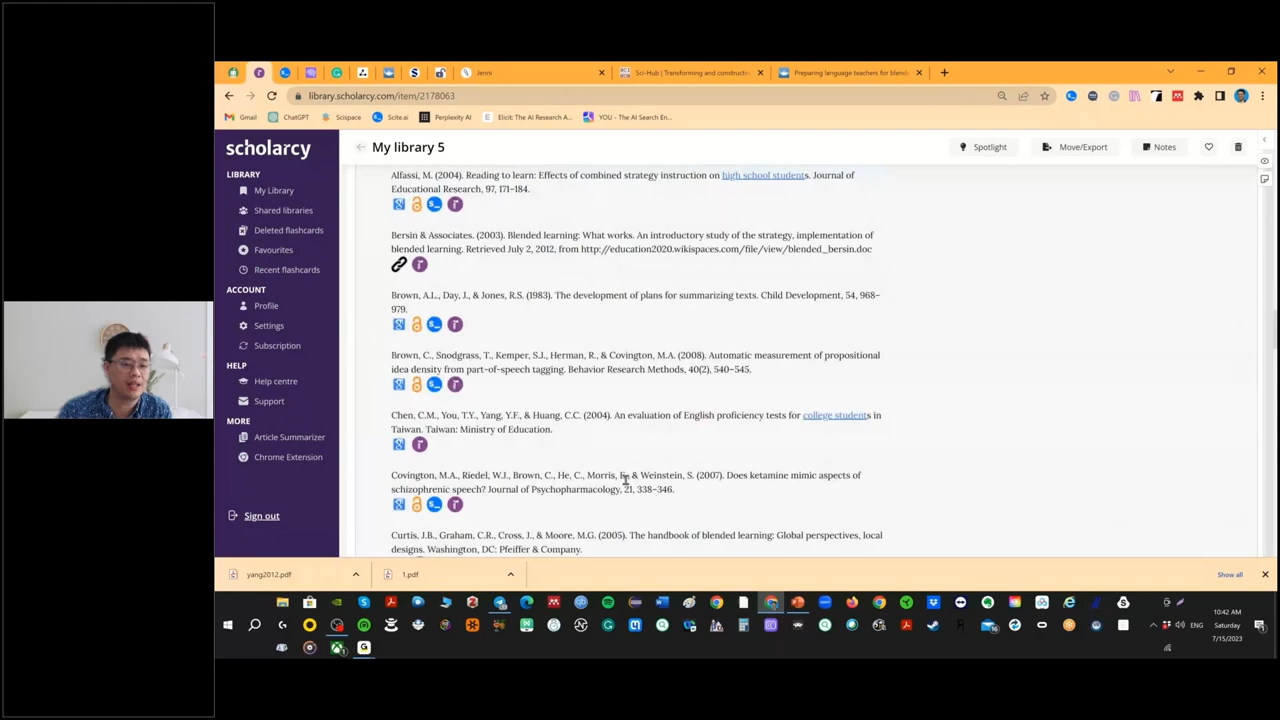 Jenni
Sci-Hub | Transforming and constructi
Preparing language teachers for blend
library.scholarcy.com/item/2178063
Gmail
ChatGPT
Scispace
Scite.ai
Perplexity AI
Elicit: The AI Research A...
YOU - The AI Search En...
scholarcy
My library 5
Spotlight
Move/Export
Notes
LIBRARY
My Library
Shared libraries
Deleted flashcards
Favourites
Recent flashcards
ACCOUNT
Profile
Settings
Subscription
HELP
Help centre
Support
MORE
Article Summarizer
Chrome Extension
Sign out
Alfassi, M. (2004). Reading to learn: Effects of combined strategy instruction on high school students. Journal of
Educational Research, 97, 171–184.
Bersin & Associates. (2003). Blended learning: What works. An introductory study of the strategy, implementation of
blended learning. Retrieved July 2, 2012, from http://education2020.wikispaces.com/file/view/blended_bersin.doc
Brown, A.L., Day, J., & Jones, R.S. (1983). The development of plans for summarizing texts. Child Development, 54, 968–
979.
Brown, C., Snodgrass, T., Kemper, S.J., Herman, R., & Covington, M.A. (2008). Automatic measurement of propositional
idea density from part-of-speech tagging. Behavior Research Methods, 40(2), 540–545.
Chen, C.M., You, T.Y., Yang, Y.F., & Huang, C.C. (2004). An evaluation of English proficiency tests for college students in
Taiwan. Taiwan: Ministry of Education.
Covington, M.A., Riedel, W.J., Brown, C., He, C., Morris, & Weinstein, S. (2007). Does ketamine mimic aspects of
schizophrenic speech? Journal of Psychopharmacology, 21, 338–346.
Curtis, J.B., Graham, C.R., Cross, J., & Moore, M.G. (2005). The handbook of blended learning: Global perspectives, local
designs. Washington, DC: Pfeiffer & Company.
yang2012.pdf
1.pdf
Show all
10:42 AM
ENG
Saturday
7/15/2023